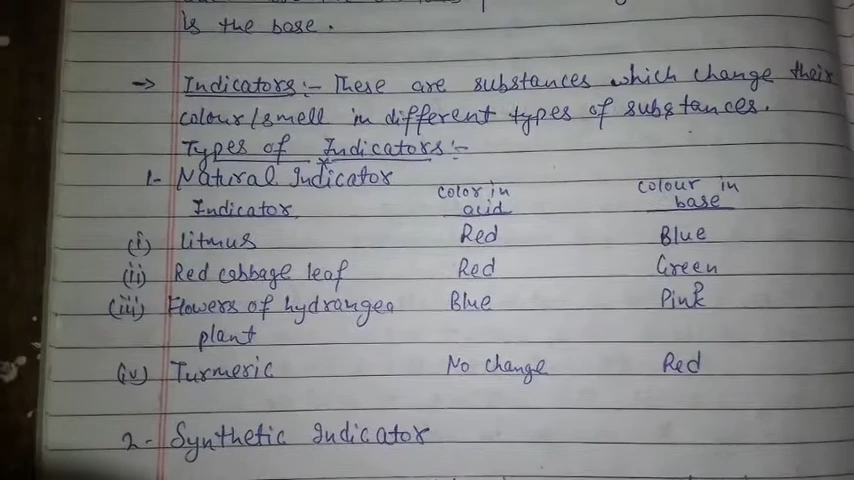 is the base.
-> Indicators:- These are substances which change their
colour/smell in different types of substances.
Types of Indicators:-
1- Natural Indicator
Indicator color in acid colour in base
(i) litmus Red Blue
(ii) Red cabbage leaf Red Green
(iii) Flowers of hydrangea Blue Pink
plant
(iv) Turmeric No change Red
2- Synthetic Indicator